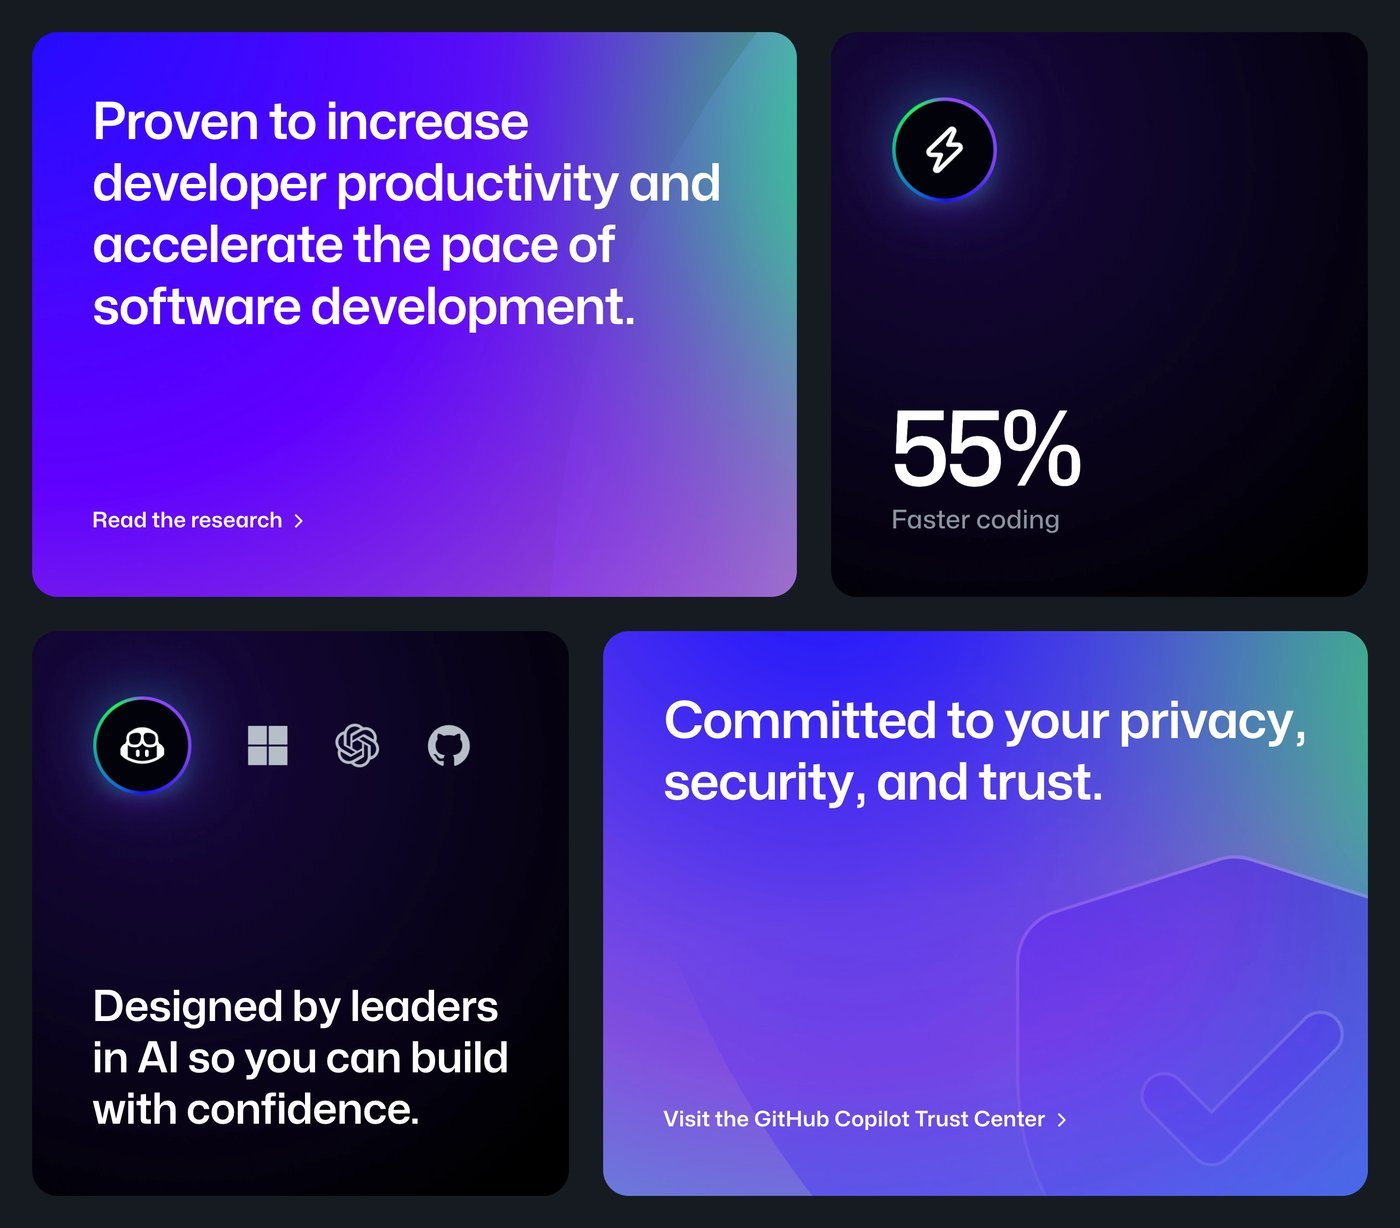 Proven to increase
developer productivity and
accelerate the pace of
software development.
Read the research
55%
Faster coding
Designed by leaders
in AI so you can build
with confidence.
Committed to your privacy,
security, and trust.
Visit the GitHub Copilot Trust Center